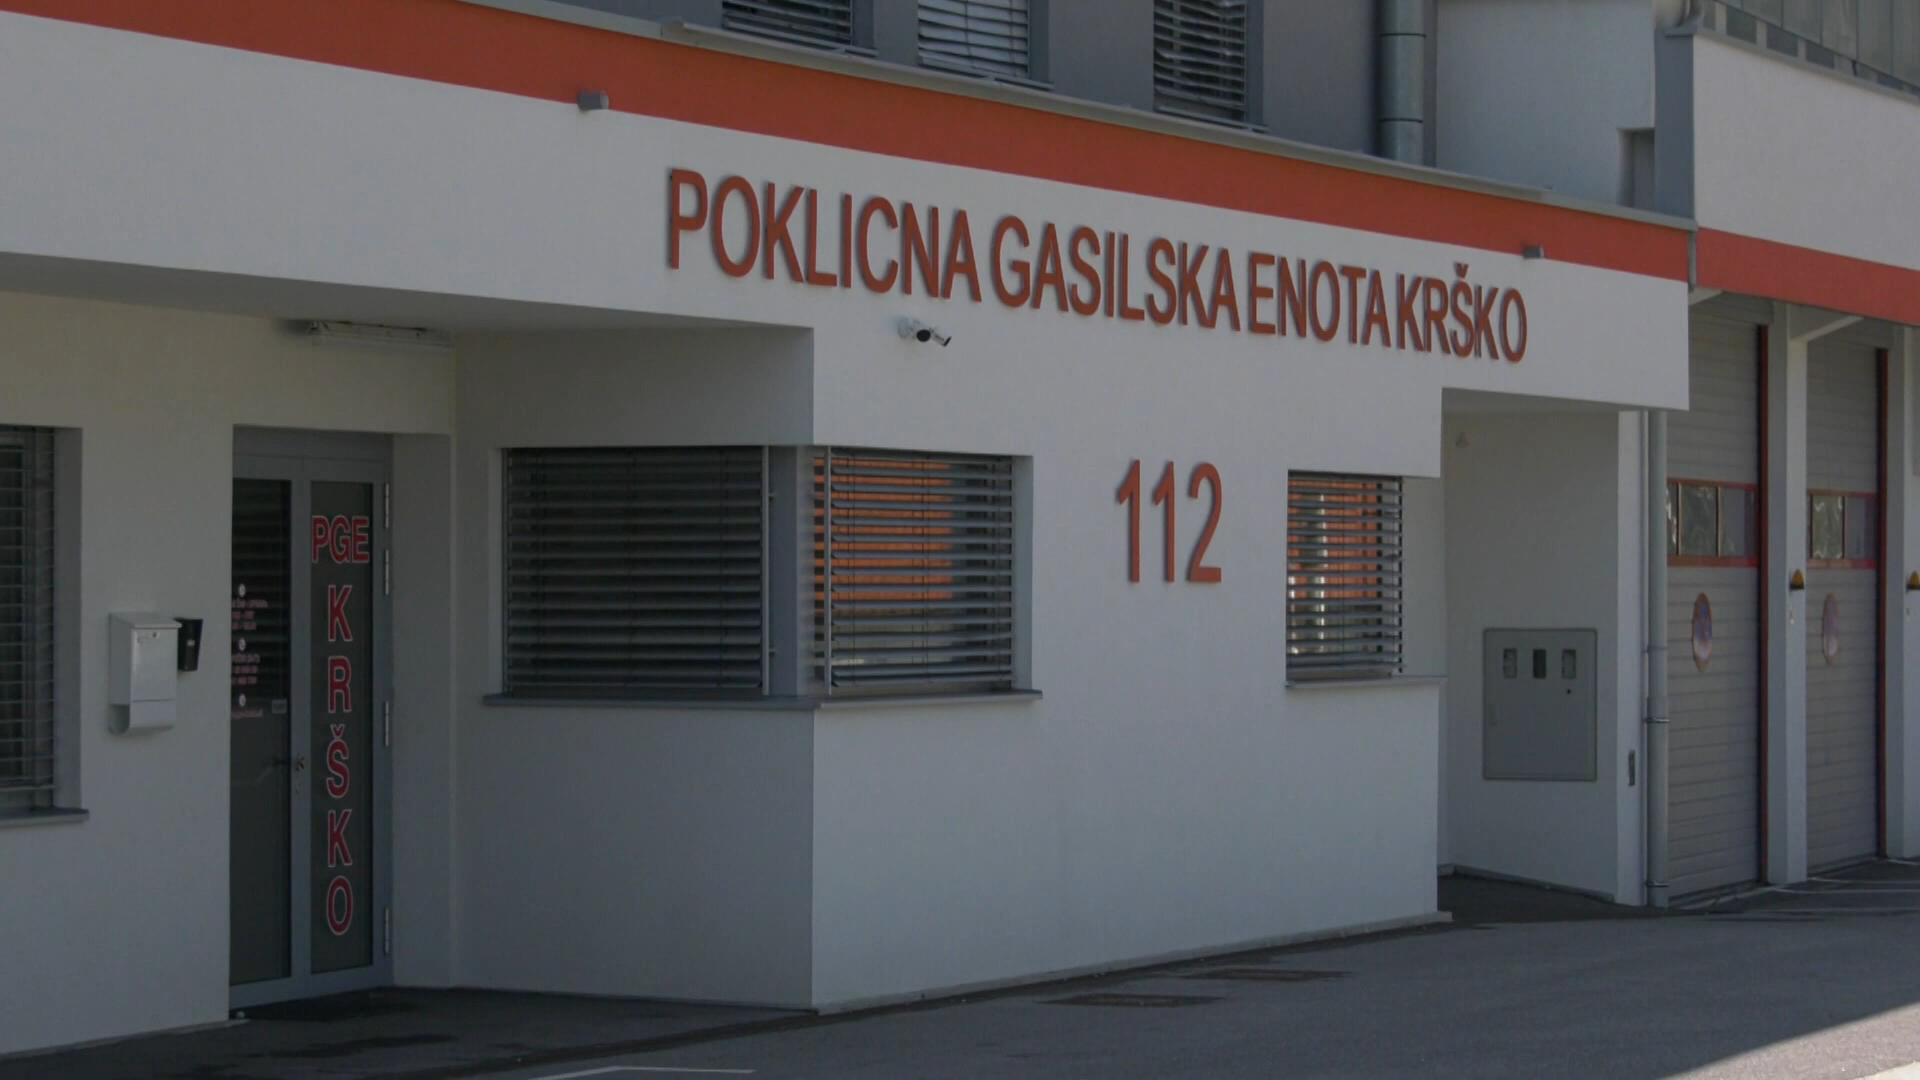 POKLICNA GASILSKA ENOTA KRŠKO
112
PGE
KRŠKO